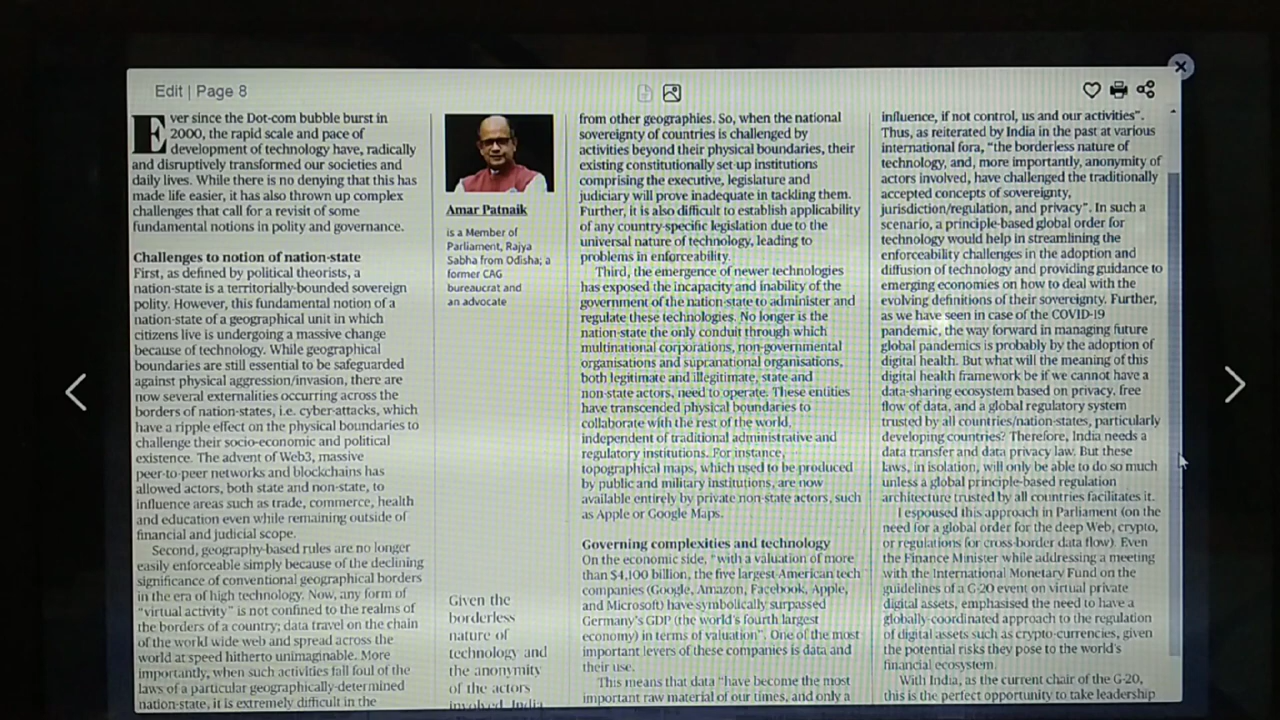 Edit | Page 8
Ever since the Dot-com bubble burst in
2000, the rapid scale and pace of
development of technology have, radically
and disruptively transformed our societies and
daily lives. While there is no denying that this has
made life easier, it has also thrown up complex
challenges that call for a revisit of some
fundamental notions in polity and governance.
Challenges to notion of nation-state
First, as defined by political theorists, a
nation-state is a territorially-bounded sovereign
polity. However, this fundamental notion of a
nation-state of a geographical unit in which
citizens live is undergoing a massive change
because of technology. While geographical
boundaries are still essential to be safeguarded
against physical aggression/invasion, there are
now several externalities occurring across the
borders of nation-states, i.e. cyber-attacks, which
have a ripple effect on the physical boundaries to
challenge their socio-economic and political
existence. The advent of Web3, massive
peer-to-peer networks and blockchains has
allowed actors, both state and non-state, to
influence areas such as trade, commerce, health
and education even while remaining outside of
financial and judicial scope.
Second, geography-based rules are no longer
easily enforceable simply because of the declining
significance of conventional geographical borders
in the era of high technology. Now, any form of
“virtual activity” is not confined to the realms of
the borders of a country; data travel on the chain
of the world wide web and spread across the
world at speed hitherto unimaginable. More
importantly, when such activities fall foul of the
laws of a particular geographically-determined
nation-state, it is extremely difficult in the
Amar Patnaik
is a Member of
Parliament, Rajya
Sabha from Odisha; a
former CAG
bureaucrat and
an advocate
Given the
borderless
nature of
technology and
the anonymity
of the actors
involved, India
from other geographies. So, when the national
sovereignty of countries is challenged by
activities beyond their physical boundaries, their
existing constitutionally set-up institutions
comprising the executive, legislature and
judiciary will prove inadequate in tackling them.
Further, it is also difficult to establish applicability
of any country-specific legislation due to the
universal nature of technology, leading to
problems in enforceability.
Third, the emergence of newer technologies
has exposed the incapacity and inability of the
government of the nation-state to administer and
regulate these technologies. No longer is the
nation-state the only conduit through which
multinational corporations, non-governmental
organisations and supranational organisations,
both legitimate and illegitimate, state and
non-state actors, need to operate. These entities
have transcended physical boundaries to
collaborate with the rest of the world,
independent of traditional administrative and
regulatory institutions. For instance,
topographical maps, which used to be produced
by public and military institutions, are now
available entirely by private non-state actors, such
as Apple or Google Maps.
Governing complexities and technology
On the economic side, “with a valuation of more
than $4,100 billion, the five largest American tech
companies (Google, Amazon, Facebook, Apple,
and Microsoft) have symbolically surpassed
Germany's GDP (the world's fourth largest
economy) in terms of valuation”. One of the most
important levers of these companies is data and
their use.
This means that data “have become the most
important raw material of our times, and only a
influence, if not control, us and our activities”.
Thus, as reiterated by India in the past at various
international fora, “the borderless nature of
technology, and, more importantly, anonymity of
actors involved, have challenged the traditionally
accepted concepts of sovereignty,
jurisdiction/regulation, and privacy”. In such a
scenario, a principle-based global order for
technology would help in streamlining the
enforceability challenges in the adoption and
diffusion of technology and providing guidance to
emerging economies on how to deal with the
evolving definitions of their sovereignty. Further,
as we have seen in case of the COVID-19
pandemic, the way forward in managing future
global pandemics is probably by the adoption of
digital health. But what will the meaning of this
digital health framework be if we cannot have a
data-sharing ecosystem based on privacy, free
flow of data, and a global regulatory system
trusted by all countries/nation-states, particularly
developing countries? Therefore, India needs a
data transfer and data privacy law. But these
laws, in isolation, will only be able to do so much
unless a global principle-based regulation
architecture trusted by all countries facilitates it.
I espoused this approach in Parliament (on the
need for a global order for the deep Web, crypto,
or regulations for cross-border data flow). Even
the Finance Minister while addressing a meeting
with the International Monetary Fund on the
guidelines of a G-20 event on virtual private
digital assets, emphasised the need to have a
globally-coordinated approach to the regulation
of digital assets such as crypto-currencies, given
the potential risks they pose to the world's
financial ecosystem.
With India, as the current chair of the G-20,
this is the perfect opportunity to take leadership